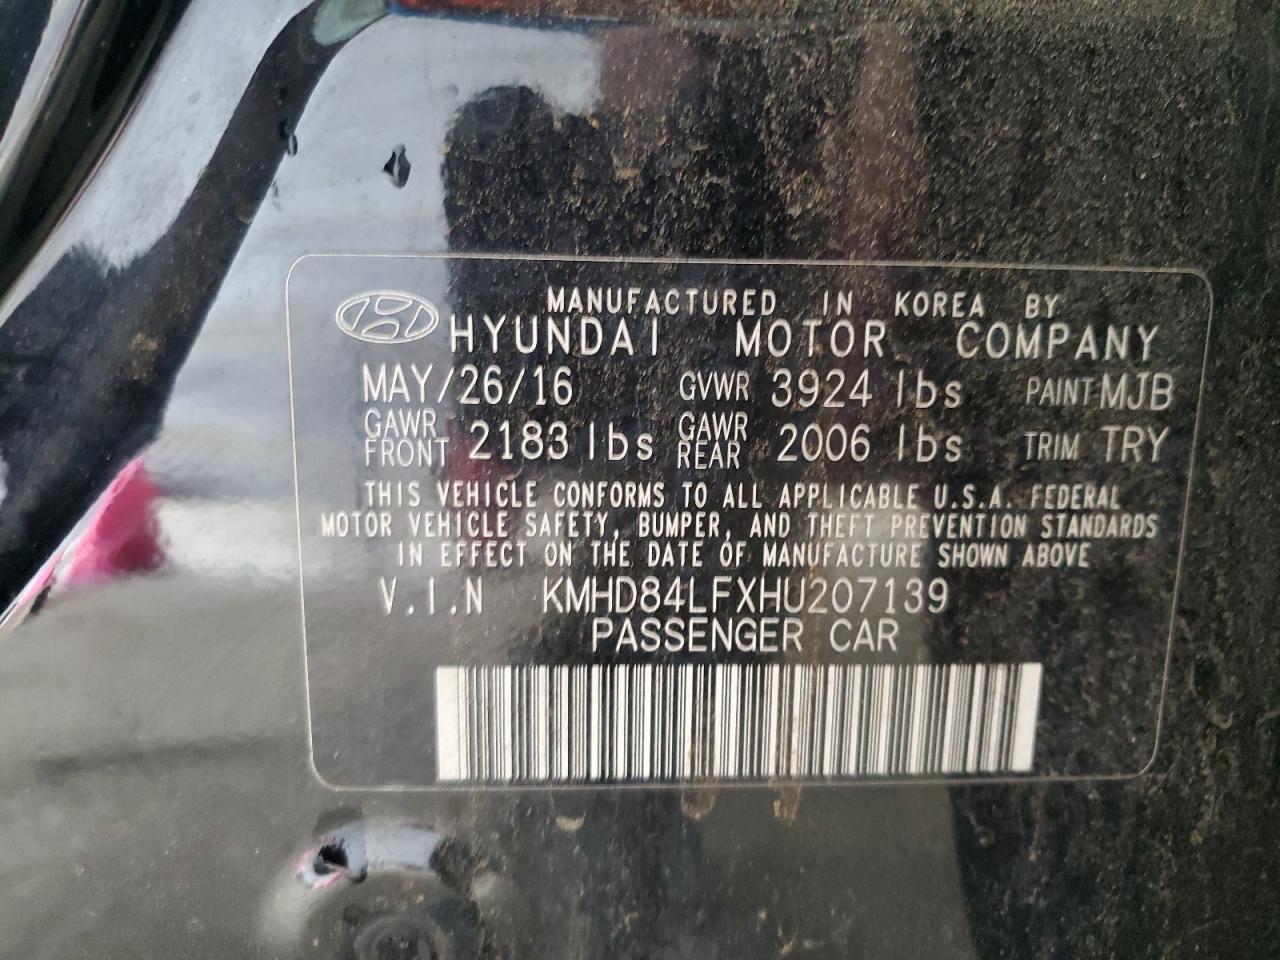 MANUFACTURED IN KOREA BY
HYUNDAI MOTOR COMPANY
MAY/26/16 GVWR 3924 lbs PAINT MJB
GAWR FRONT 2183 lbs GAWR REAR 2006 lbs TRIM TRY
THIS VEHICLE CONFORMS TO ALL APPLICABLE U.S.A. FEDERAL
MOTOR VEHICLE SAFETY, BUMPER, AND THEFT PREVENTION STANDARDS
IN EFFECT ON THE DATE OF MANUFACTURE SHOWN ABOVE
V.I.N KMHD84LFXHU207139
PASSENGER CAR